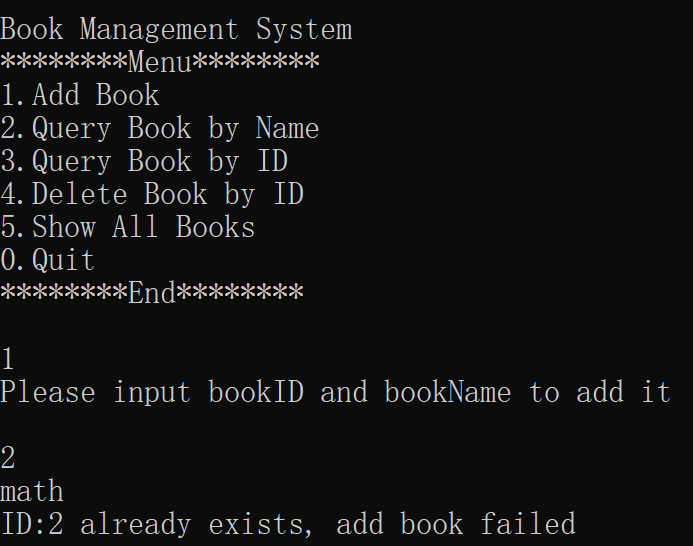 Book Management System
********Menu********
1.Add Book
2.Query Book by Name
3.Query Book by ID
4.Delete Book by ID
5.Show All Books
0.Quit
********End********
1
Please input bookID and bookName to add it
2
math
ID:2 already exists, add book failed